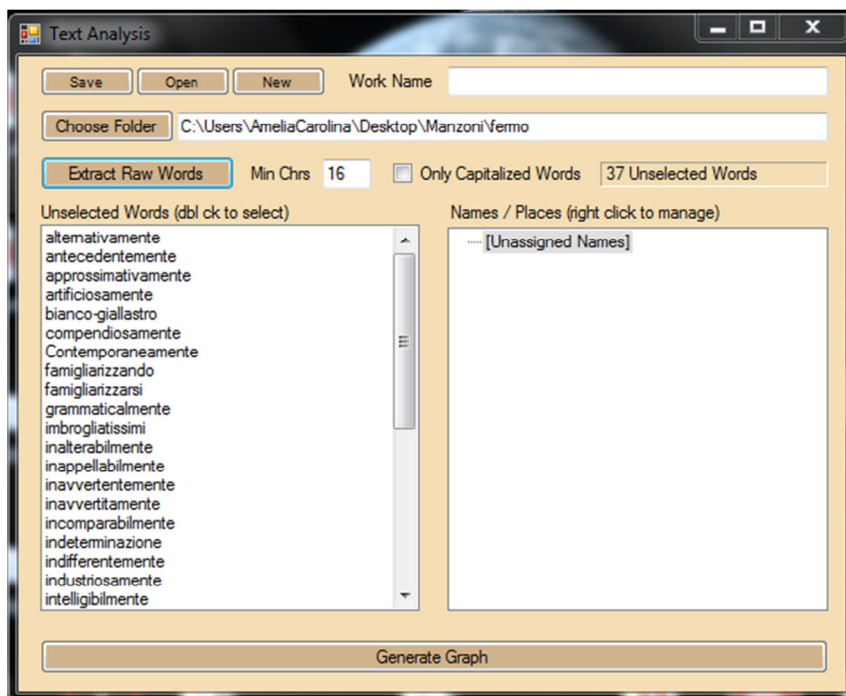 Text Analysis
Save Open New Work Name
Choose Folder C:\Users\AmeliaCarolina\Desktop\Manzoni\fermo
Extract Raw Words Min Chrs 16 Only Capitalized Words 37 Unselected Words
Unselected Words (dbl ck to select) Names / Places (right click to manage)
alternativamente [Unassigned Names]
antecedentemente
approssimativamente
artificiosamente
bianco-giallastro
compendiosamente
Contemporaneamente
famigliarizzando
famigliarizzarsi
grammaticalmente
imbrogliatissimi
inalterabilmente
inappellabilmente
inavvertentemente
inavvertitamente
incomparabilmente
indeterminazione
indifferentemente
industriosamente
intelligibilmente
Generate Graph